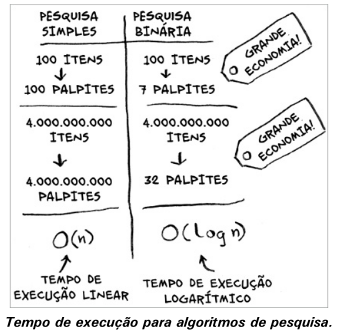 PESQUISA
SIMPLES
PESQUISA
BINÁRIA
100 ITENS
100 PALPITES
100 ITENS
7 PALPITES
GRANDE
ECONOMIA!
4.000.000.000
ITENS
4.000.000.000
PALPITES
4.000.000.000
ITENS
32 PALPITES
GRANDE
ECONOMIA!
O(n)
O(log n)
TEMPO DE
EXECUÇÃO LINEAR
TEMPO DE EXECUÇÃO
LOGARÍTMICO
Tempo de execução para algoritmos de pesquisa.